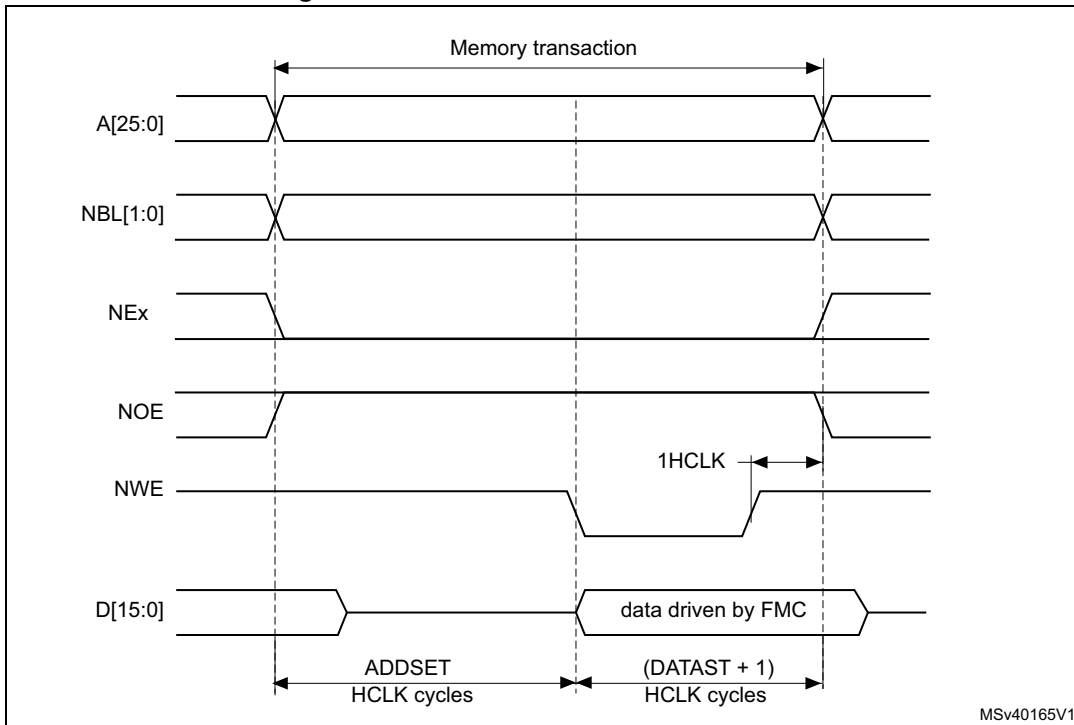 Memory transaction
A[25:0]
NBL[1:0]
NEx
NOE
1HCLK
NWE
D[15:0]
data driven by FMC
ADDSET
HCLK cycles
(DATAST + 1)
HCLK cycles
MSv40165V1